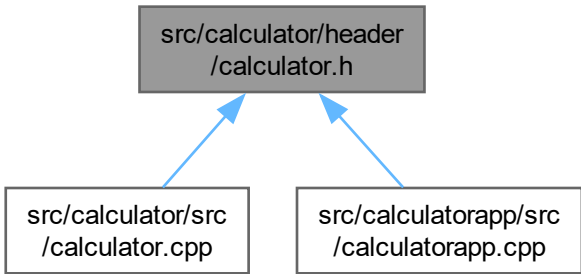 src/calculator/header
/calculator.h
src/calculator/src
/calculator.cpp
src/calculatorapp/src
/calculatorapp.cpp